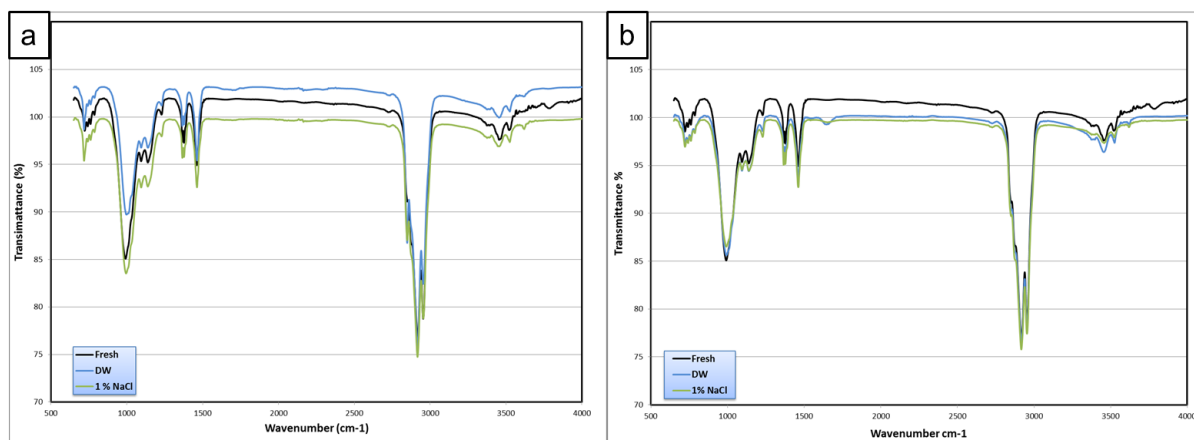 a
105
100
95
90
85
80
75
70
Transimattance (%)
Fresh
DW
1 % NaCl
500
1000
1500
2000
2500
3000
3500
4000
Wavenumber (cm-1)
b
105
100
95
90
85
80
75
70
Transmittance %
Fresh
DW
1% NaCl
500
1000
1500
2000
2500
3000
3500
4000
Wavenumber cm-1